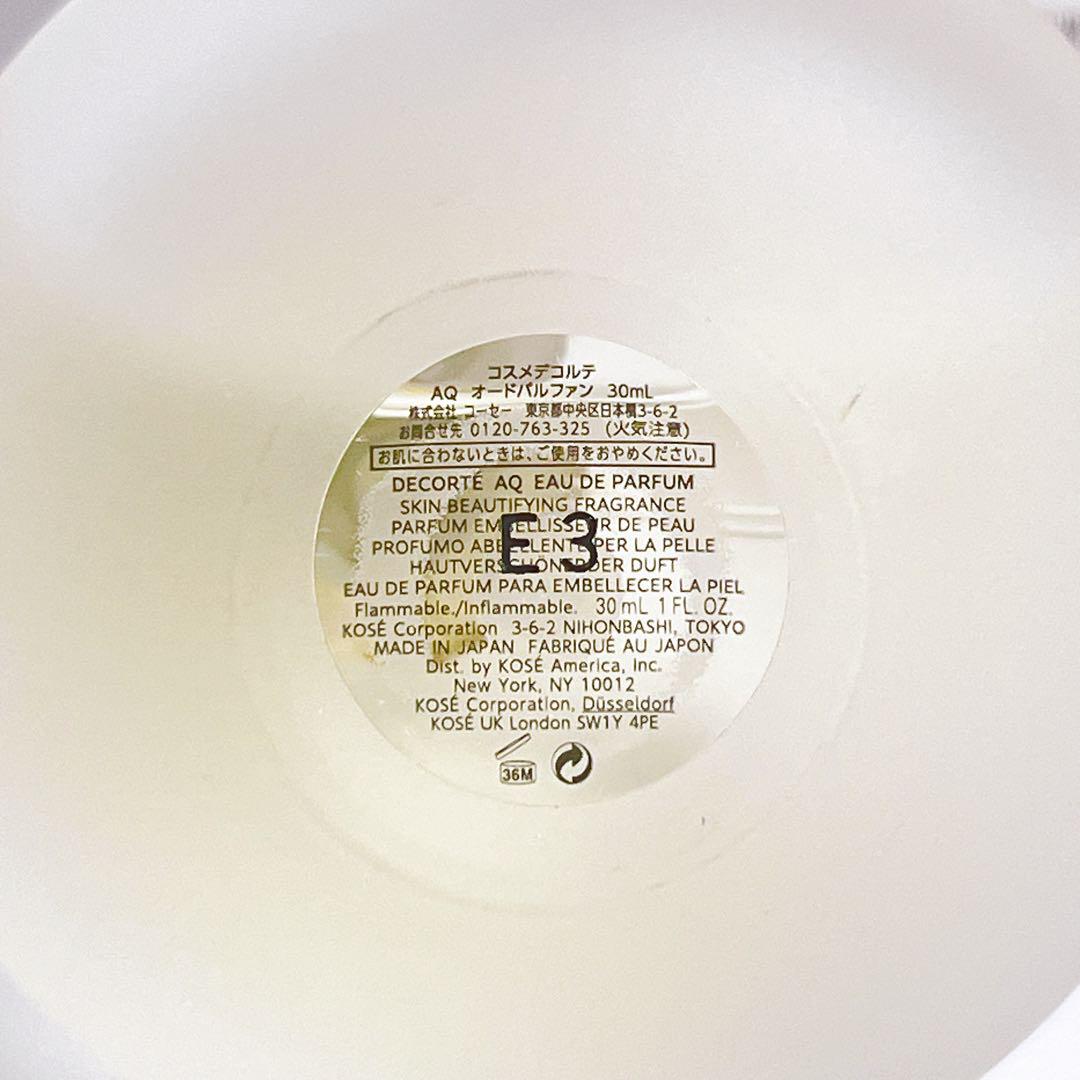 コスメデコルテ
AQ オードパルファン 30mL
株式会社 コーセー 東京都中央区日本橋3-6-2
お問合せ先 0120-763-325 (火気注意)
お肌に合わないときは、ご使用をおやめください。
DECORTÉ AQ EAU DE PARFUM
SKIN BEAUTIFYING FRAGRANCE
PARFUM EMBELLISSEUR DE PEAU
PROFUMO ABBELLENTE PER LA PELLE
HAUTVERSCHÖNERNDER DUFT
E3
EAU DE PARFUM PARA EMBELLECER LA PIEL
Flammable./Inflammable. 30 mL 1 FL. OZ.
KOSÉ Corporation 3-6-2 NIHONBASHI, TOKYO
MADE IN JAPAN FABRIQUÉ AU JAPON
Dist. by KOSÉ America, Inc.
New York, NY 10012
KOSÉ Corporation, Düsseldorf
KOSÉ UK London SW1Y 4PE
36M